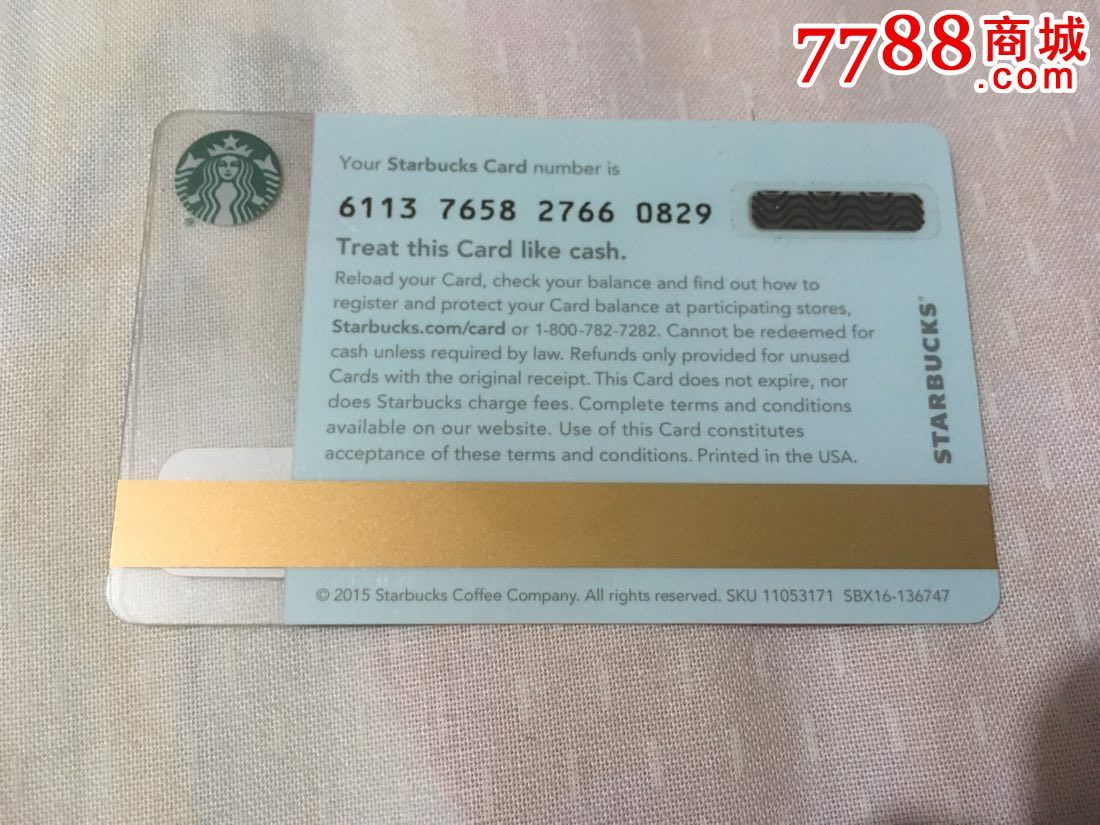 7788商城
.com
Your Starbucks Card number is
6113 7658 2766 0829
Treat this Card like cash.
Reload your Card, check your balance and find out how to
register and protect your Card balance at participating stores,
Starbucks.com/card or 1-800-782-7282. Cannot be redeemed for
cash unless required by law. Refunds only provided for unused
Cards with the original receipt. This Card does not expire, nor
does Starbucks charge fees. Complete terms and conditions
available on our website. Use of this Card constitutes
acceptance of these terms and conditions. Printed in the USA.
STARBUCKS®
© 2015 Starbucks Coffee Company. All rights reserved. SKU 11053171 SBX16-136747